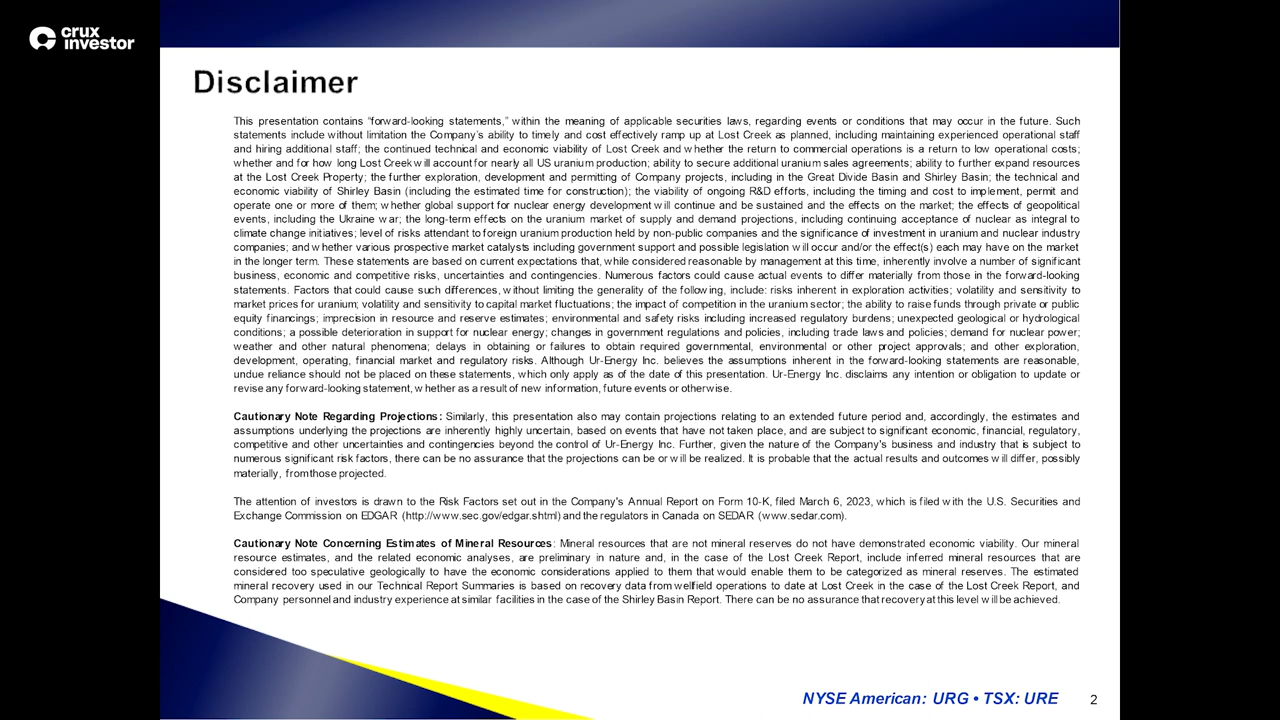 crux
investor
Disclaimer
This presentation contains “forward-looking statements,” within the meaning of applicable securities laws, regarding events or conditions that may occur in the future. Such
statements include without limitation the Company’s ability to timely and cost effectively ramp up at Lost Creek as planned, including maintaining experienced operational staff
and hiring additional staff; the continued technical and economic viability of Lost Creek and whether the return to commercial operations is a return to low operational costs;
whether and for how long Lost Creek will account for nearly all US uranium production; ability to secure additional uranium sales agreements; ability to further expand resources
at the Lost Creek Property; the further exploration, development and permitting of Company projects, including in the Great Divide Basin and Shirley Basin; the technical and
economic viability of Shirley Basin (including the estimated time for construction); the viability of ongoing R&D efforts, including the timing and cost to implement, permit and
operate one or more of them; whether global support for nuclear energy development will continue and be sustained and the effects on the market; the effects of geopolitical
events, including the Ukraine war; the long-term effects on the uranium market of supply and demand projections, including continuing acceptance of nuclear as integral to
climate change initiatives; level of risks attendant to foreign uranium production held by non-public companies and the significance of investment in uranium and nuclear industry
companies; and whether various prospective market catalysts including government support and possible legislation will occur and/or the effect(s) each may have on the market
in the longer term. These statements are based on current expectations that, while considered reasonable by management at this time, inherently involve a number of significant
business, economic and competitive risks, uncertainties and contingencies. Numerous factors could cause actual events to differ materially from those in the forward-looking
statements. Factors that could cause such differences, without limiting the generality of the following, include: risks inherent in exploration activities; volatility and sensitivity to
market prices for uranium; volatility and sensitivity to capital market fluctuations; the impact of competition in the uranium sector; the ability to raise funds through private or public
equity financings; imprecision in resource and reserve estimates; environmental and safety risks including increased regulatory burdens; unexpected geological or hydrological
conditions; a possible deterioration in support for nuclear energy; changes in government regulations and policies, including trade laws and policies; demand for nuclear power;
weather and other natural phenomena; delays in obtaining or failures to obtain required governmental, environmental or other project approvals; and other exploration,
development, operating, financial market and regulatory risks. Although Ur-Energy Inc. believes the assumptions inherent in the forward-looking statements are reasonable,
undue reliance should not be placed on these statements, which only apply as of the date of this presentation. Ur-Energy Inc. disclaims any intention or obligation to update or
revise any forward-looking statement, whether as a result of new information, future events or otherwise.
Cautionary Note Regarding Projections: Similarly, this presentation also may contain projections relating to an extended future period and, accordingly, the estimates and
assumptions underlying the projections are inherently highly uncertain, based on events that have not taken place, and are subject to significant economic, financial, regulatory,
competitive and other uncertainties and contingencies beyond the control of Ur-Energy Inc. Further, given the nature of the Company's business and industry that is subject to
numerous significant risk factors, there can be no assurance that the projections can be or will be realized. It is probable that the actual results and outcomes will differ, possibly
materially, from those projected.
The attention of investors is drawn to the Risk Factors set out in the Company's Annual Report on Form 10-K, filed March 6, 2023, which is filed with the U.S. Securities and
Exchange Commission on EDGAR (http://www.sec.gov/edgar.shtml) and the regulators in Canada on SEDAR (www.sedar.com).
Cautionary Note Concerning Estimates of Mineral Resources: Mineral resources that are not mineral reserves do not have demonstrated economic viability. Our mineral
resource estimates, and the related economic analyses, are preliminary in nature and, in the case of the Lost Creek Report, include inferred mineral resources that are
considered too speculative geologically to have the economic considerations applied to them that would enable them to be categorized as mineral reserves. The estimated
mineral recovery used in our Technical Report Summaries is based on recovery data from wellfield operations to date at Lost Creek in the case of the Lost Creek Report, and
Company personnel and industry experience at similar facilities in the case of the Shirley Basin Report. There can be no assurance that recovery at this level will be achieved.
NYSE American: URG • TSX: URE
2